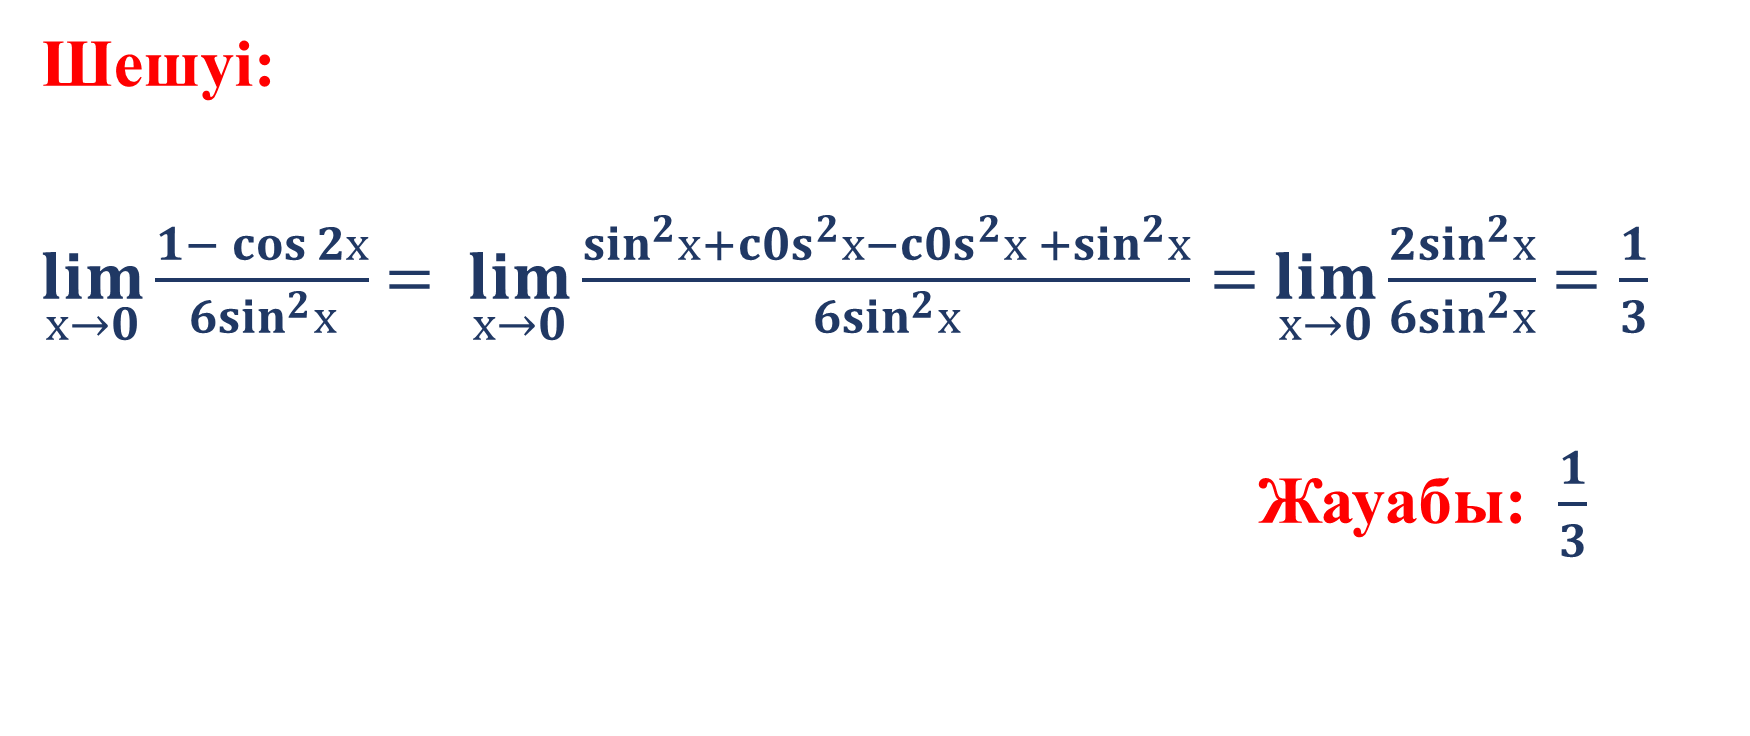 Шешуі:
lim x→0 (1− cos 2x)/(6sin²x) = lim x→0 (sin²x+c0s²x−c0s²x +sin²x)/(6sin²x) = lim x→0 (2sin²x)/(6sin²x) = 1/3
Жауабы: 1/3